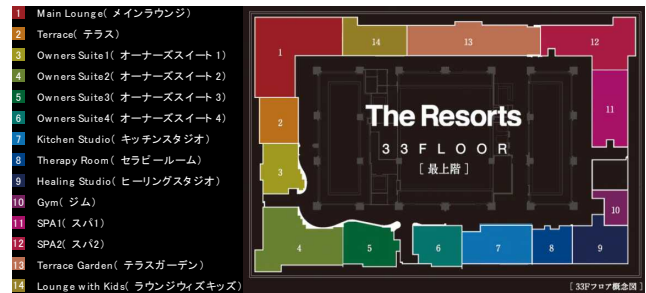 1 Main Lounge( メインラウンジ)
2 Terrace( テラス)
3 Owners Suite1( オーナーズスイート 1)
4 Owners Suite2( オーナーズスイート 2)
5 Owners Suite3( オーナーズスイート 3)
6 Owners Suite4( オーナーズスイート 4)
7 Kitchen Studio( キッチンスタジオ)
8 Therapy Room( セラピールーム)
9 Healing Studio( ヒーリングスタジオ)
10 Gym( ジム)
11 SPA1( スパ1)
12 SPA2( スパ2)
13 Terrace Garden( テラスガーデン)
14 Lounge with Kids( ラウンジウィズキッズ)
1
14
13
12
11
2
The Resorts
33FLOOR
[ 最上階 ]
3
10
4
5
6
7
8
9
[ 33Fフロア概念図 ]